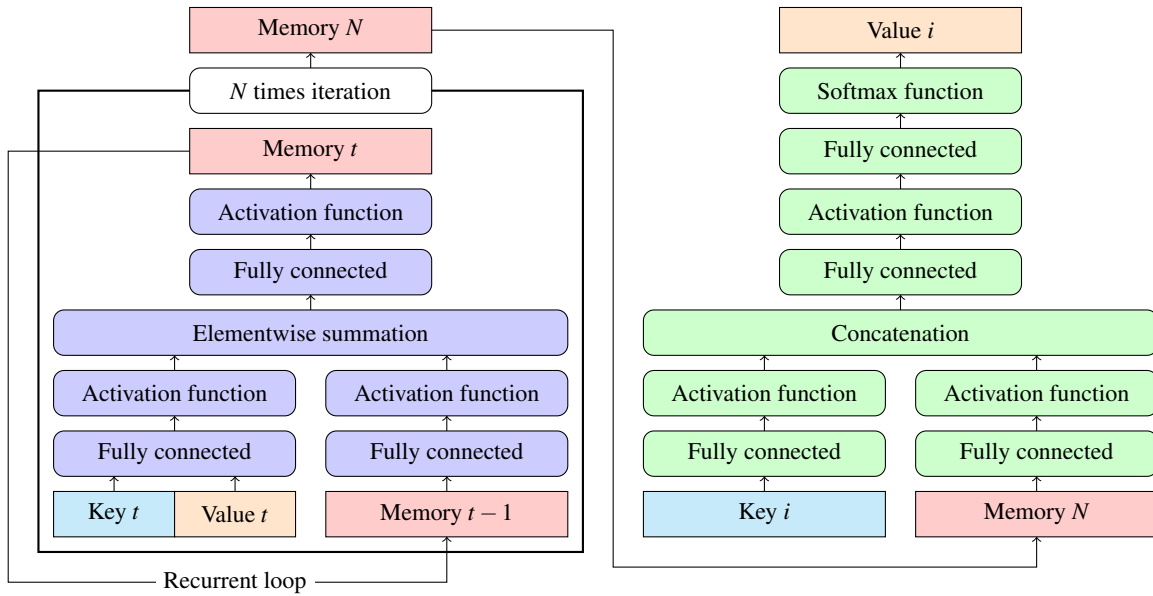 Memory N
N times iteration
Memory t
Activation function
Fully connected
Elementwise summation
Activation function
Activation function
Fully connected
Fully connected
Key t
Value t
Memory t − 1
Recurrent loop
Value i
Softmax function
Fully connected
Activation function
Fully connected
Concatenation
Activation function
Activation function
Fully connected
Fully connected
Key i
Memory N